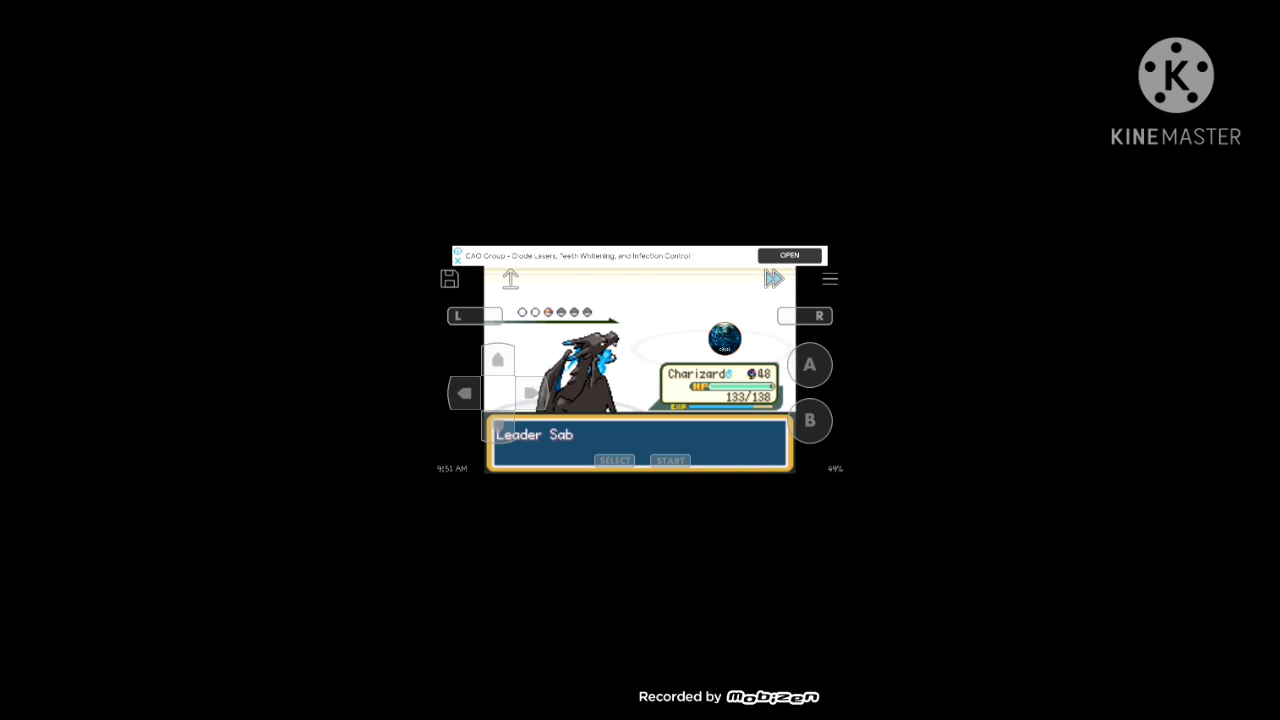 K
KINEMASTER
CAO Group - Diode Lasers, Teeth Whitening, and Infection Control
OPEN
L
R
A
Charizard 48
HP
133/138
EXP
B
Leader Sab
SELECT
START
9:51 AM
49%
Recorded by Mobizen